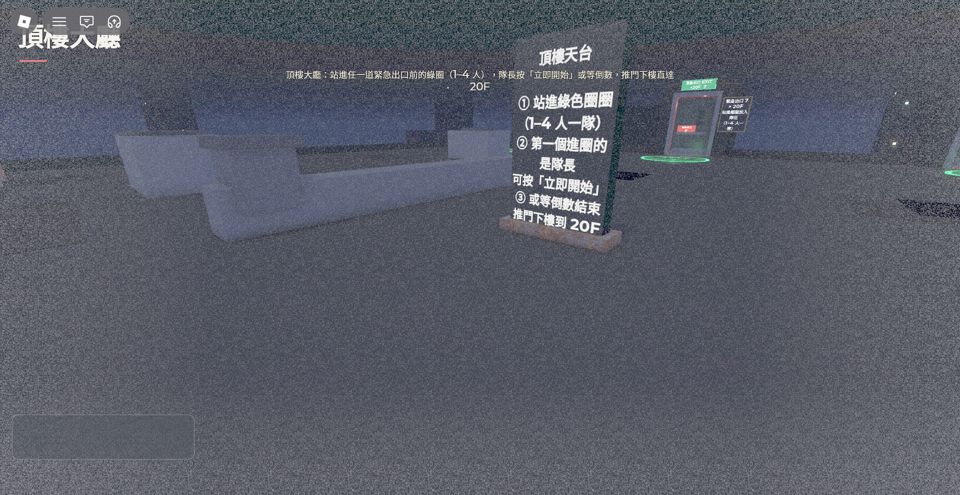 頂樓大廳
頂樓大廳：站進任一道緊急出口前的綠圈（1–4 人），隊長按「立即開始」或等倒數，推門下樓直達
20F
頂樓天台
① 站進綠色圈圈
（1–4 人一隊）
② 第一個進圈的
是隊長
可按「立即開始」
③ 或等倒數結束
推門下樓到 20F